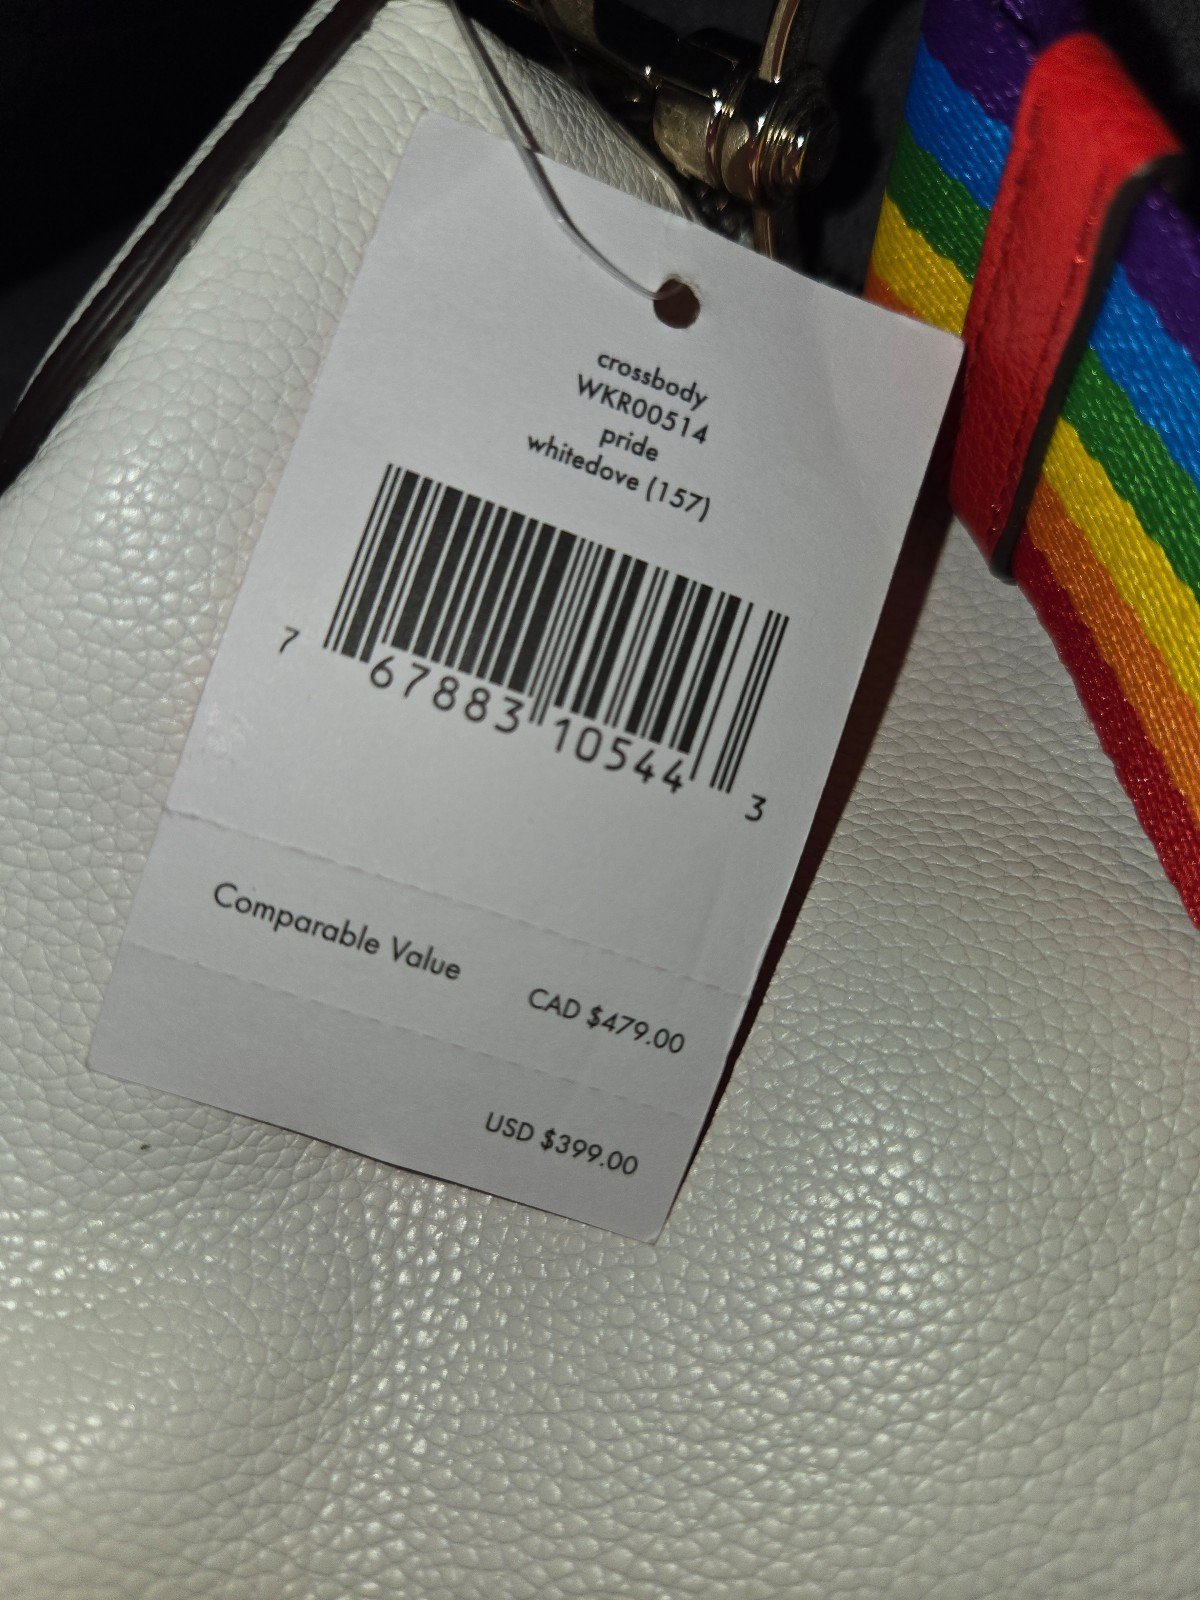 crossbody
WKR00514
pride
whitedove (157)
7 67883 10544 3
Comparable Value
CAD $479.00
USD $399.00